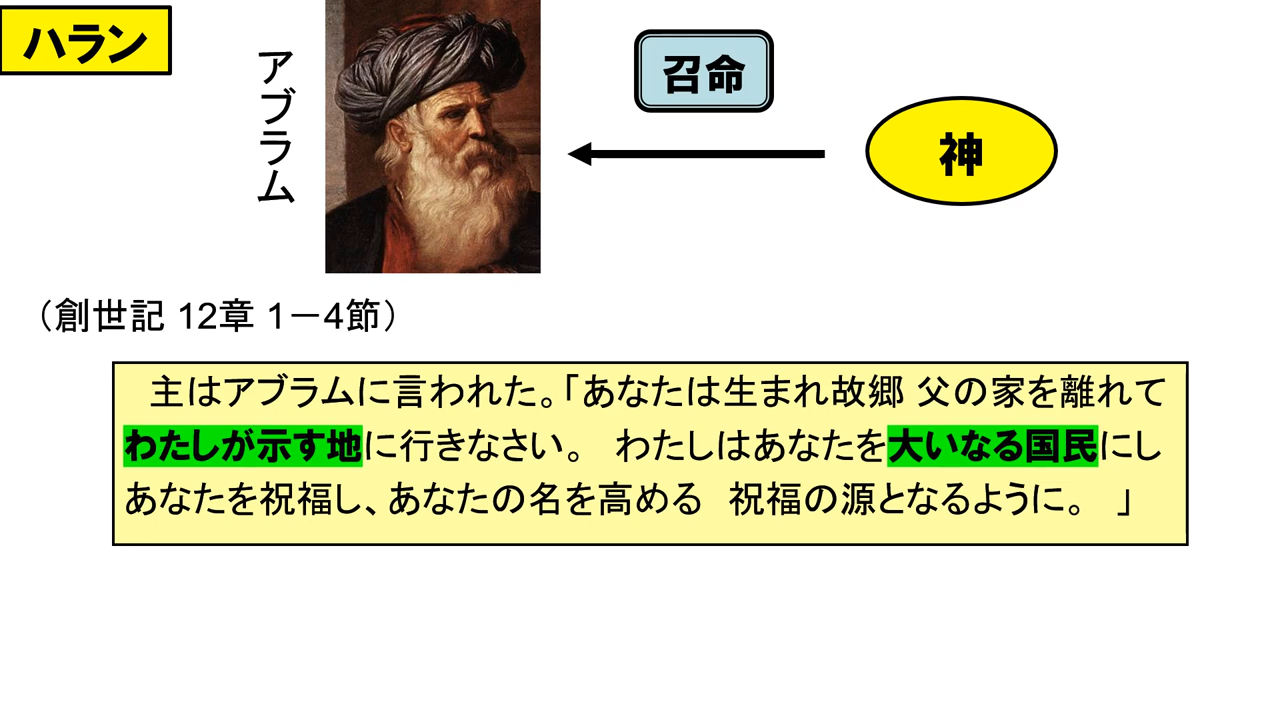 ハラン
アブラム
召命
神
（創世記 12章 1－4節）
主はアブラムに言われた。「あなたは生まれ故郷 父の家を離れて
わたしが示す地に行きなさい。　わたしはあなたを大いなる国民にし
あなたを祝福し、あなたの名を高める　祝福の源となるように。　」